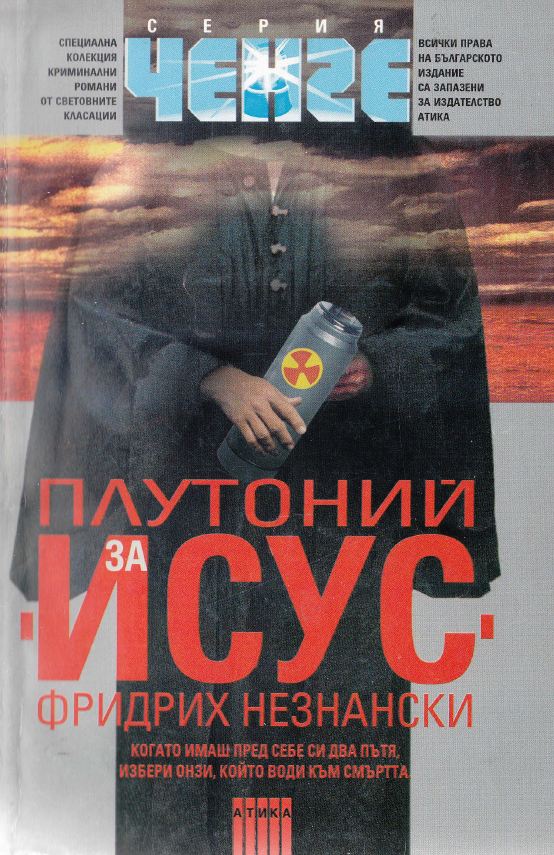 СЕРИЯ
ЧЕНГЕ
СПЕЦИАЛНА
КОЛЕКЦИЯ
КРИМИНАЛНИ
РОМАНИ
ОТ СВЕТОВНИТЕ
КЛАСАЦИИ
ВСИЧКИ ПРАВА
НА БЪЛГАРСКОТО
ИЗДАНИЕ
СА ЗАПАЗЕНИ
ЗА ИЗДАТЕЛСТВО
АТИКА
ПЛУТОНИЙ
ЗА
'ИСУС'
ФРИДРИХ НЕЗНАНСКИ
КОГАТО ИМАШ ПРЕД СЕБЕ СИ ДВА ПЪТЯ,
ИЗБЕРИ ОНЗИ, КОЙТО ВОДИ КЪМ СМЪРТТА.
АТИКА